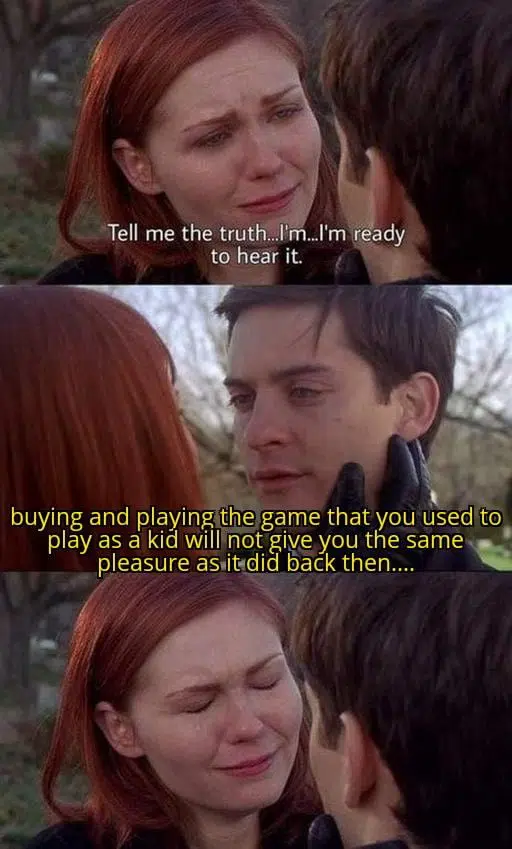 Tell me the truth...I'm...I'm ready
to hear it.
buying and playing the game that you used to
play as a kid will not give you the same
pleasure as it did back then....